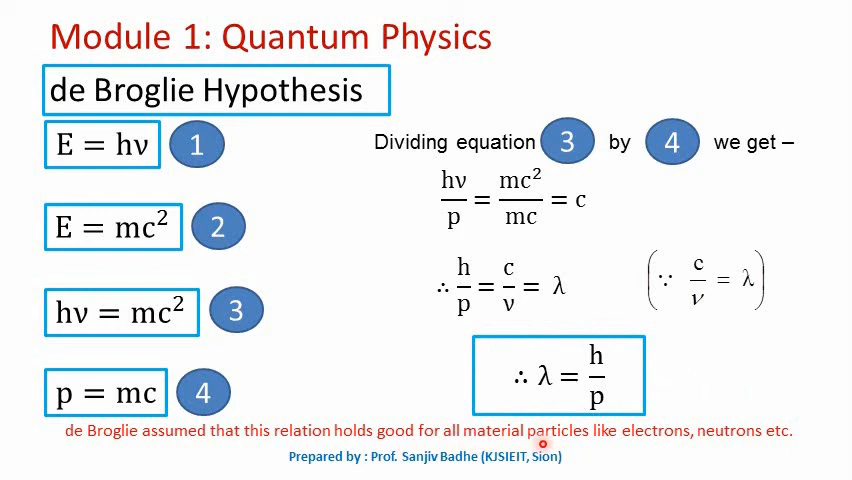 Module 1: Quantum Physics
de Broglie Hypothesis
E = hν 1
E = mc² 2
hν = mc² 3
p = mc 4
Dividing equation 3 by 4 we get –
hν/p = mc²/mc = c
∴ h/p = c/ν = λ (∵ c/ν = λ)
∴ λ = h/p
de Broglie assumed that this relation holds good for all material particles like electrons, neutrons etc.
Prepared by : Prof. Sanjiv Badhe (KJSIEIT, Sion)